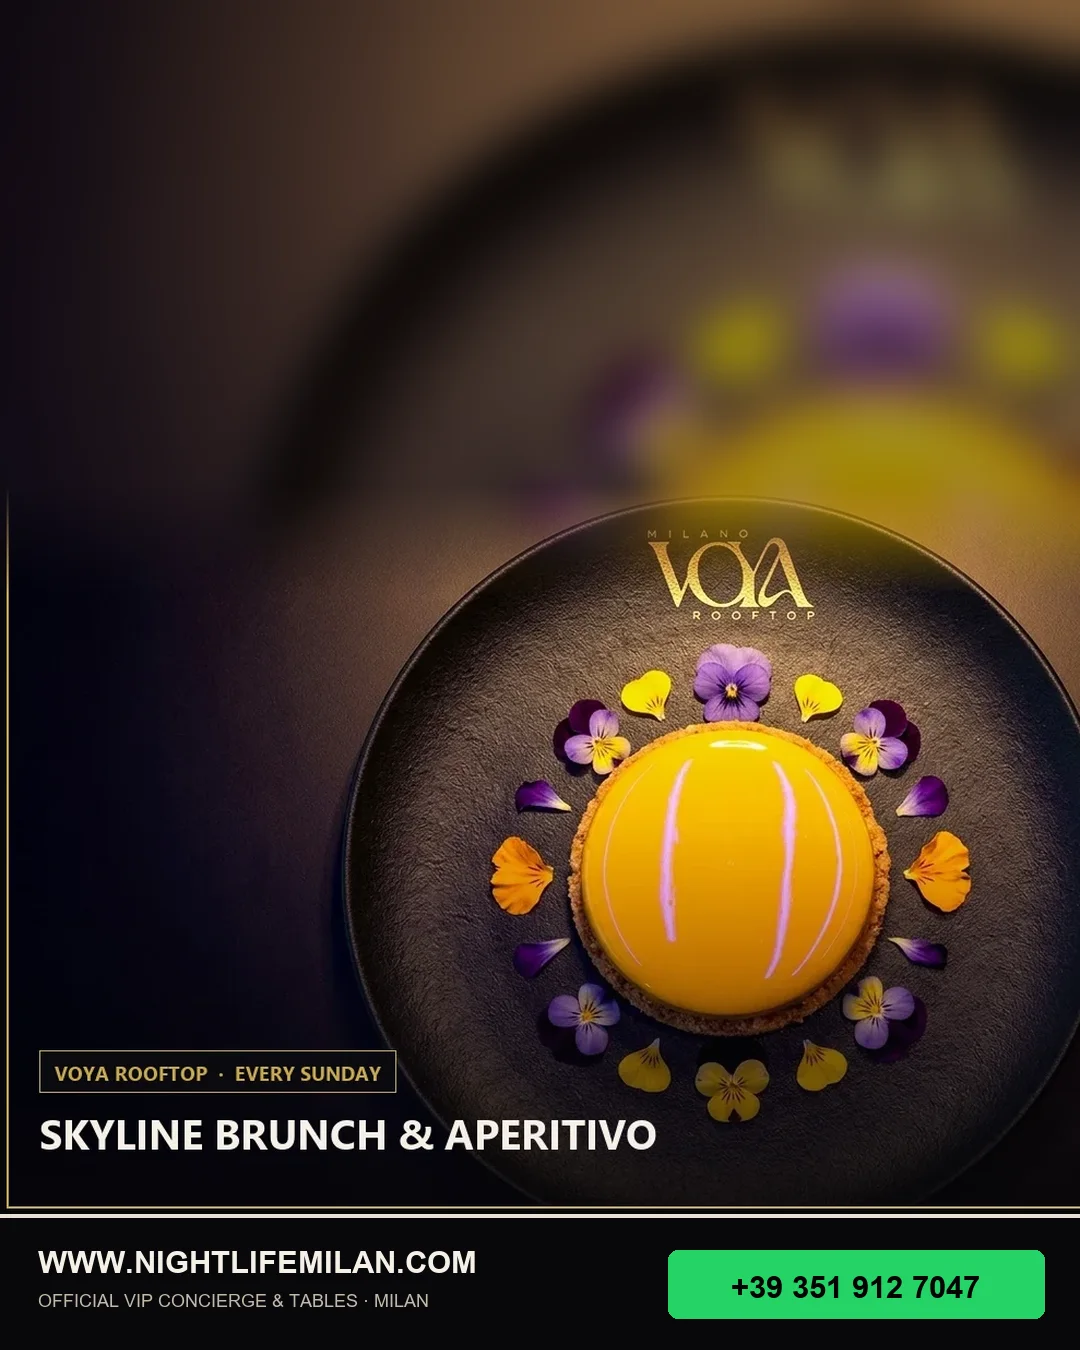 MILANO
VOYA
ROOFTOP
VOYA ROOFTOP · EVERY SUNDAY
SKYLINE BRUNCH & APERITIVO
WWW.NIGHTLIFEMILAN.COM
OFFICIAL VIP CONCIERGE & TABLES · MILAN
+39 351 912 7047